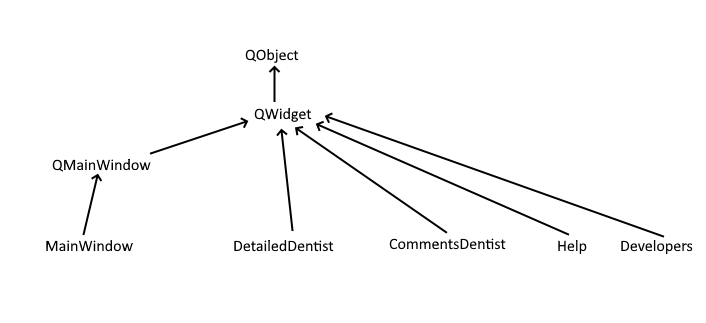 QObject
QWidget
QMainWindow
MainWindow
DetailedDentist
CommentsDentist
Help
Developers